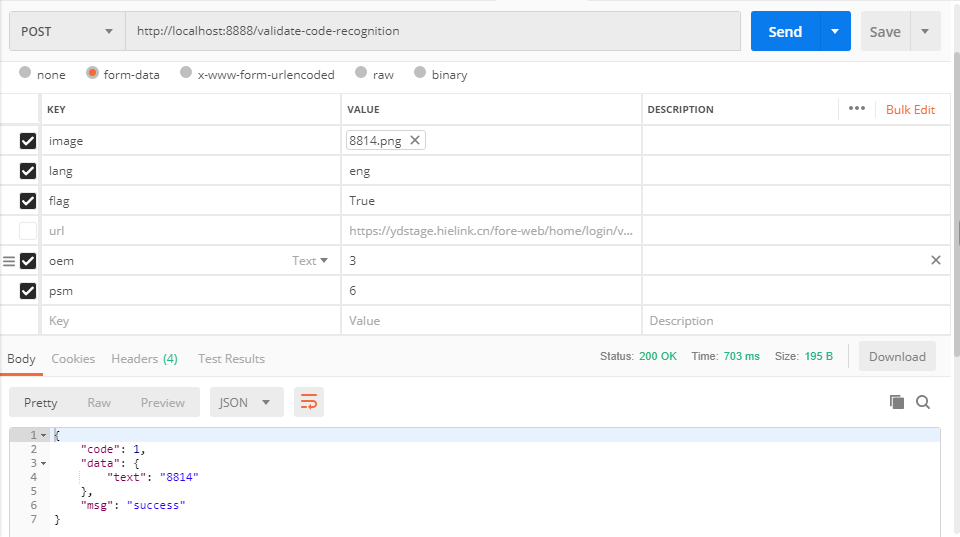 POST http://localhost:8888/validate-code-recognition Send Save
none form-data x-www-form-urlencoded raw binary
KEY VALUE DESCRIPTION ••• Bulk Edit
image 8814.png
lang eng
flag True
url https://ydstage.hielink.cn/fore-web/home/login/v...
oem Text 3
psm 6
Key Value Description
Body Cookies Headers (4) Test Results Status: 200 OK Time: 703 ms Size: 195 B Download
Pretty Raw Preview JSON
1 {
2 "code": 1,
3 "data": {
4 "text": "8814"
5 },
6 "msg": "success"
7 }